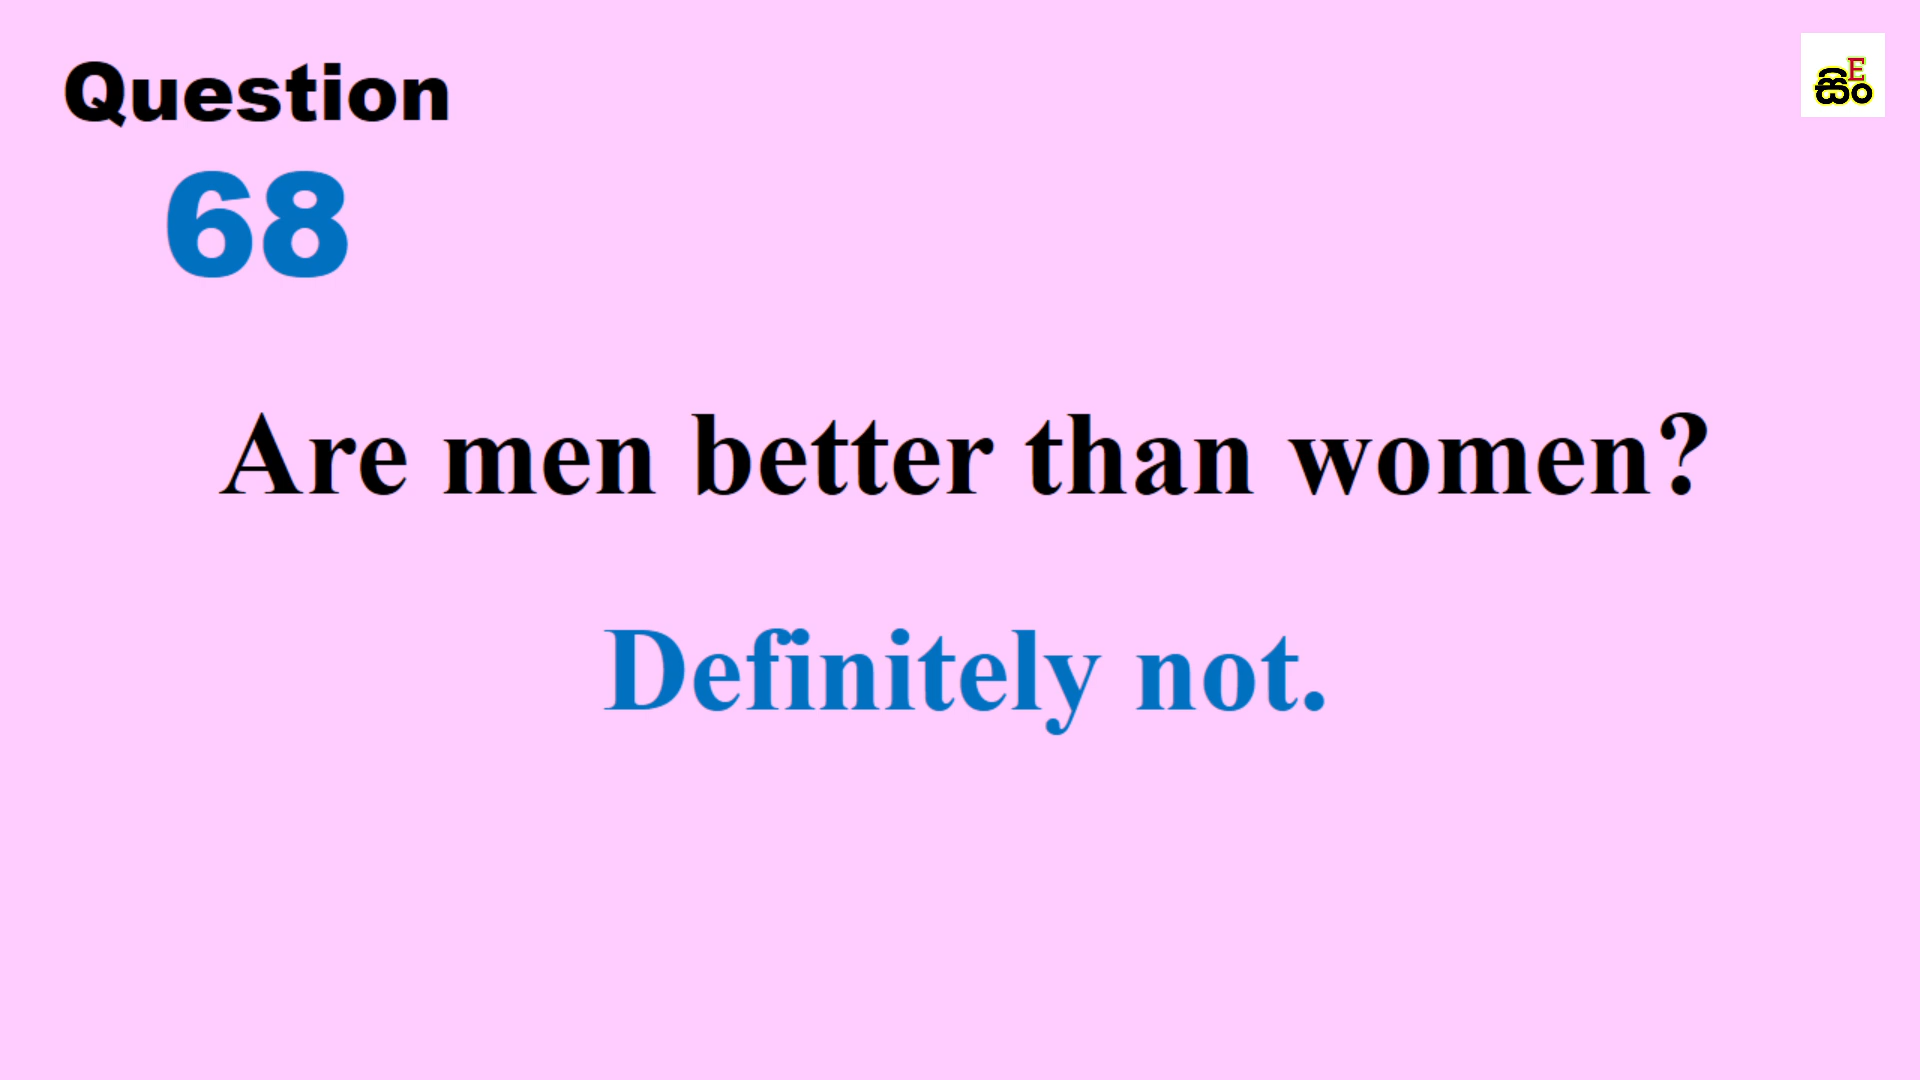 Question
68
Are men better than women?
Definitely not.
සිං
E